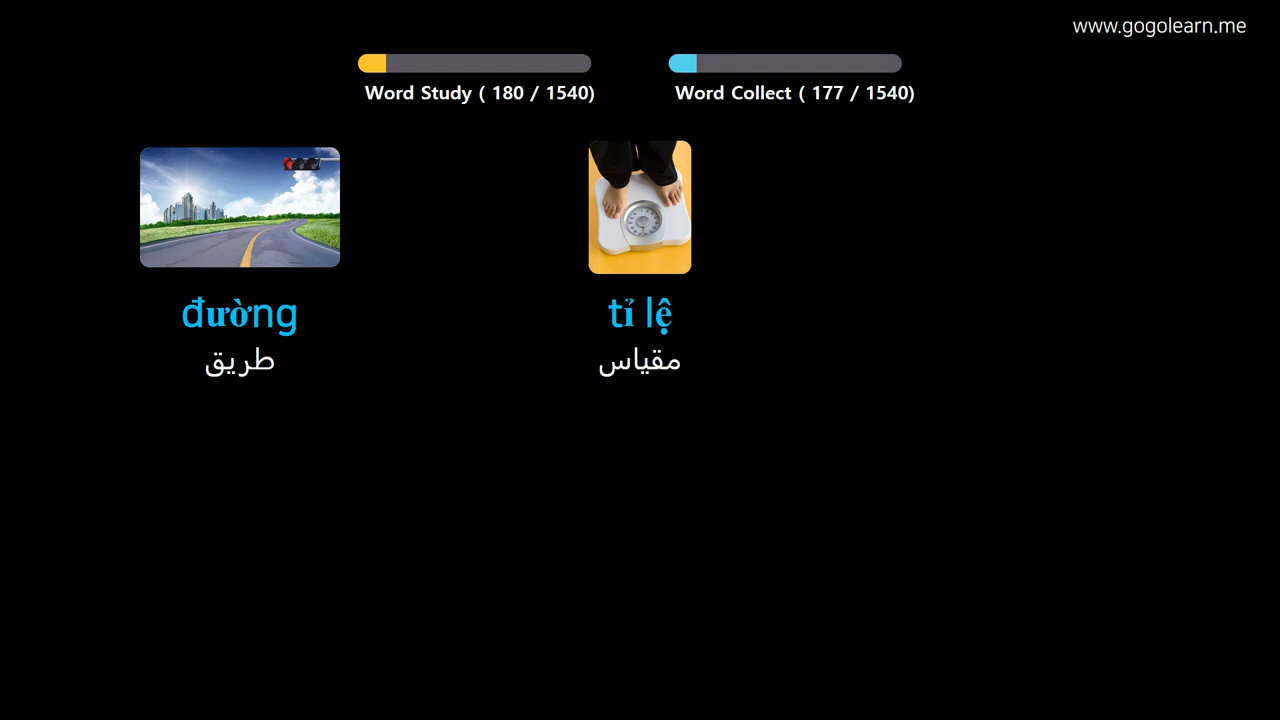 www.gogolearn.me
Word Study ( 180 / 1540)
Word Collect ( 177 / 1540)
đường
طريق
tỉ lệ
مقياس